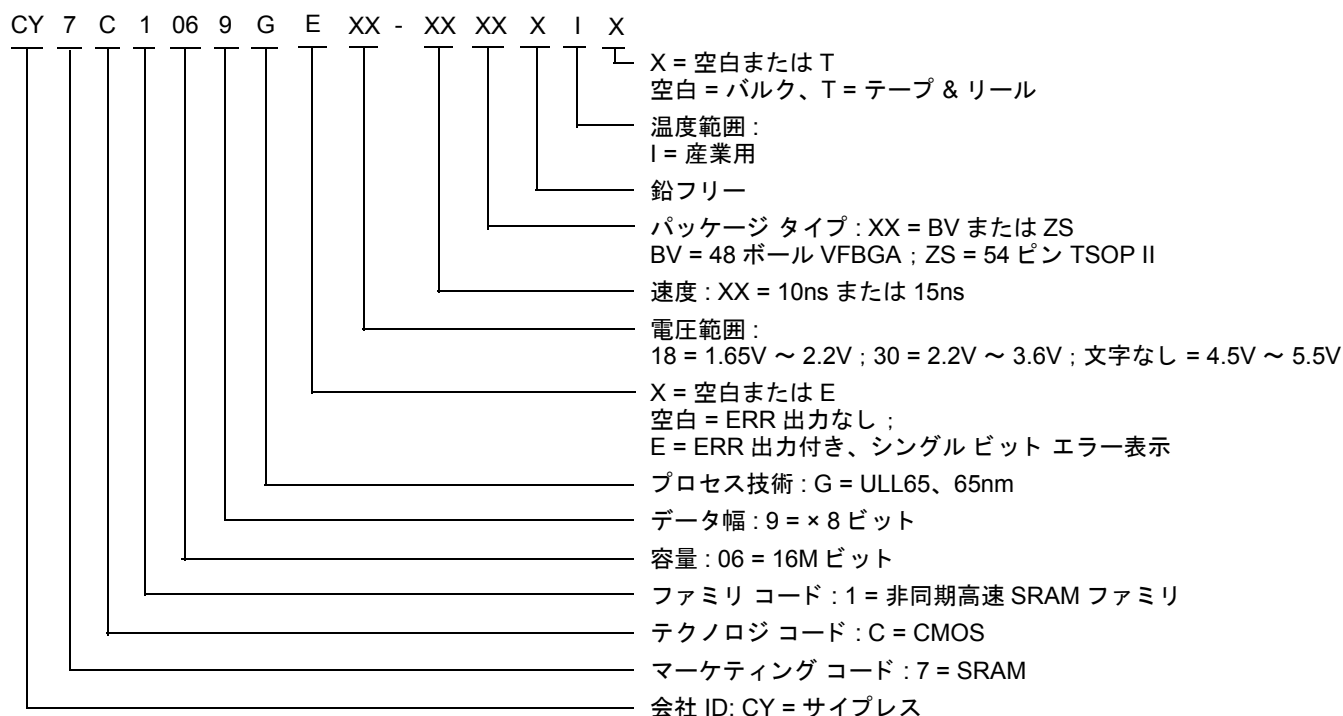 CY 7 C 1 06 9 G E XX - XX XX X I X
X = 空白または T
空白 = バルク、T = テープ & リール
温度範囲 :
I = 産業用
鉛フリー
パッケージ タイプ : XX = BV または ZS
BV = 48 ボール VFBGA ; ZS = 54 ピン TSOP II
速度 : XX = 10ns または 15ns
電圧範囲 :
18 = 1.65V ～ 2.2V ; 30 = 2.2V ～ 3.6V ; 文字なし = 4.5V ～ 5.5V
X = 空白または E
空白 = ERR 出力なし ;
E = ERR 出力付き、シングル ビット エラー表示
プロセス技術 : G = ULL65、65nm
データ幅 : 9 = × 8 ビット
容量 : 06 = 16M ビット
ファミリ コード : 1 = 非同期高速 SRAM ファミリ
テクノロジ コード : C = CMOS
マーケティング コード : 7 = SRAM
会社 ID: CY = サイプレス